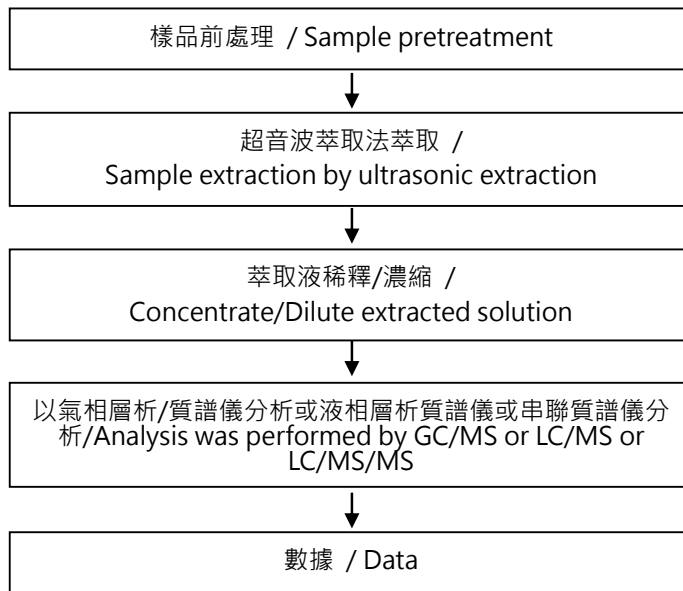 樣品前處理 / Sample pretreatment
超音波萃取法萃取 /
Sample extraction by ultrasonic extraction
萃取液稀釋/濃縮 /
Concentrate/Dilute extracted solution
以氣相層析/質譜儀分析或液相層析質譜儀或串聯質譜儀分
析/Analysis was performed by GC/MS or LC/MS or
LC/MS/MS
數據 / Data